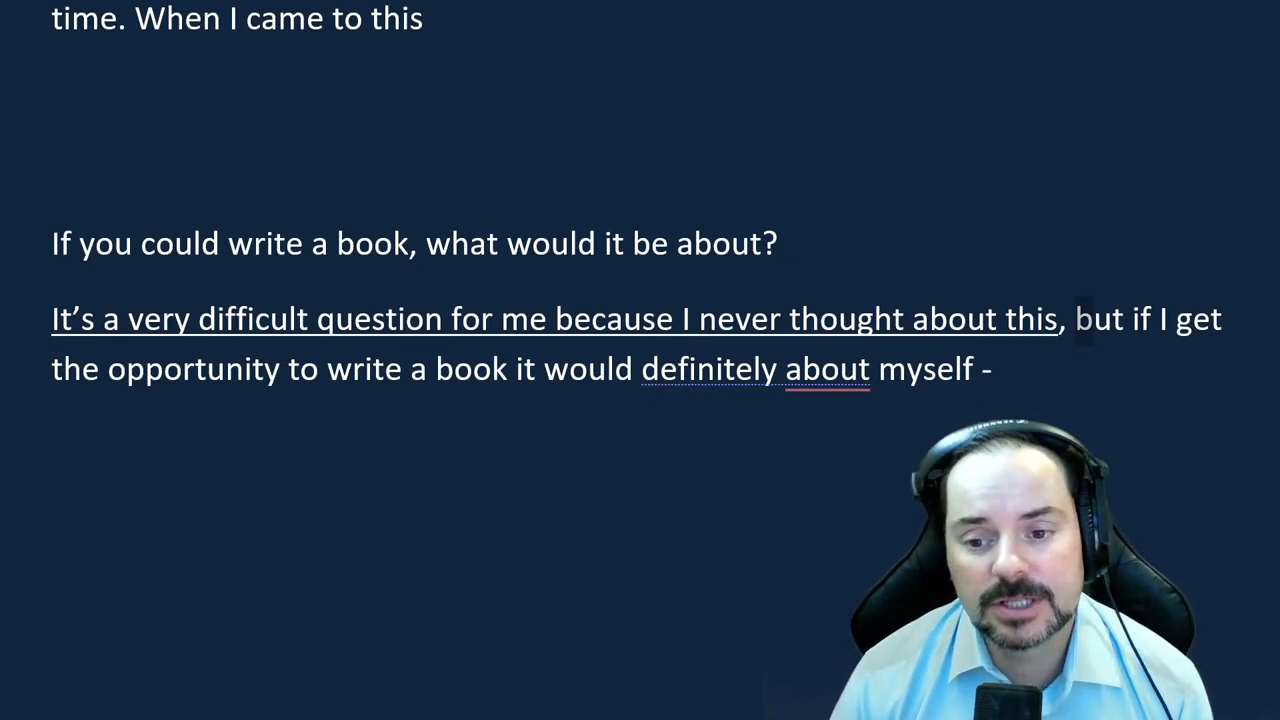 time. When I came to this
If you could write a book, what would it be about?
It’s a very difficult question for me because I never thought about this, but if I get
the opportunity to write a book it would definitely about myself -